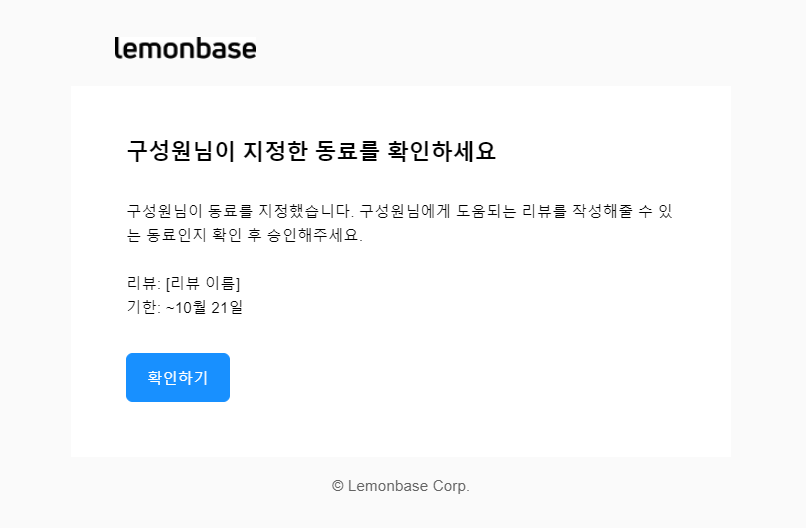 lemonbase
구성원님이 지정한 동료를 확인하세요
구성원님이 동료를 지정했습니다. 구성원님에게 도움되는 리뷰를 작성해줄 수 있
는 동료인지 확인 후 승인해주세요.
리뷰: [리뷰 이름]
기한: ~10월 21일
확인하기
© Lemonbase Corp.